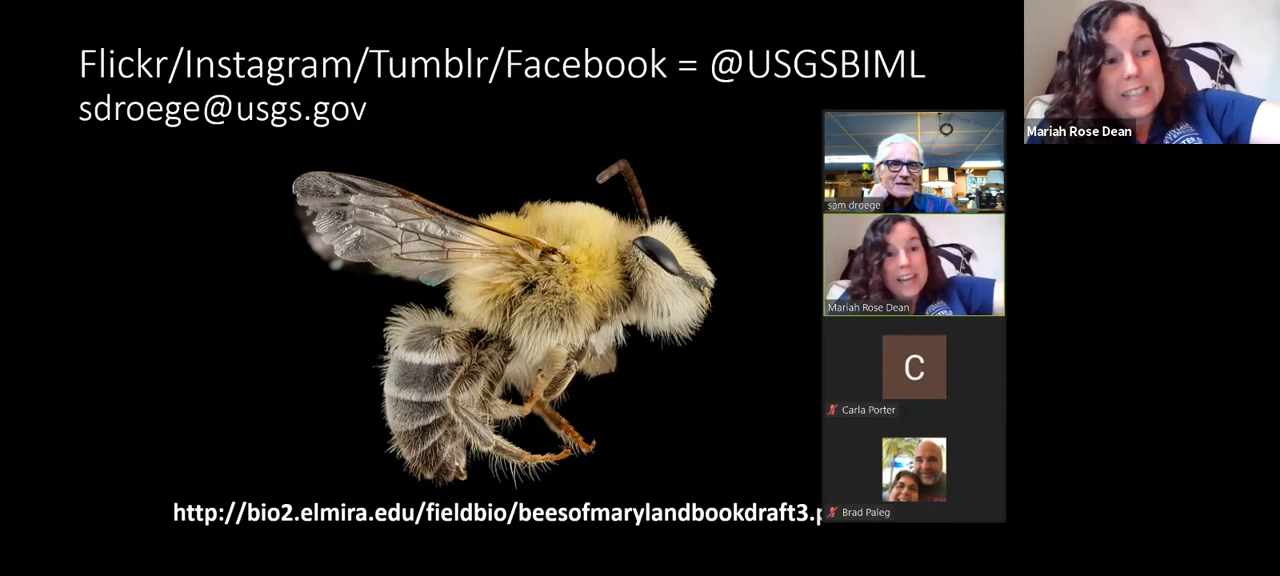 Flickr/Instagram/Tumblr/Facebook = @USGSBIML
sdroege@usgs.gov
Mariah Rose Dean
sam droege
Mariah Rose Dean
C
Carla Porter
Brad Paleg
http://bio2.elmira.edu/fieldbio/beesofmarylandbookdraft3.p